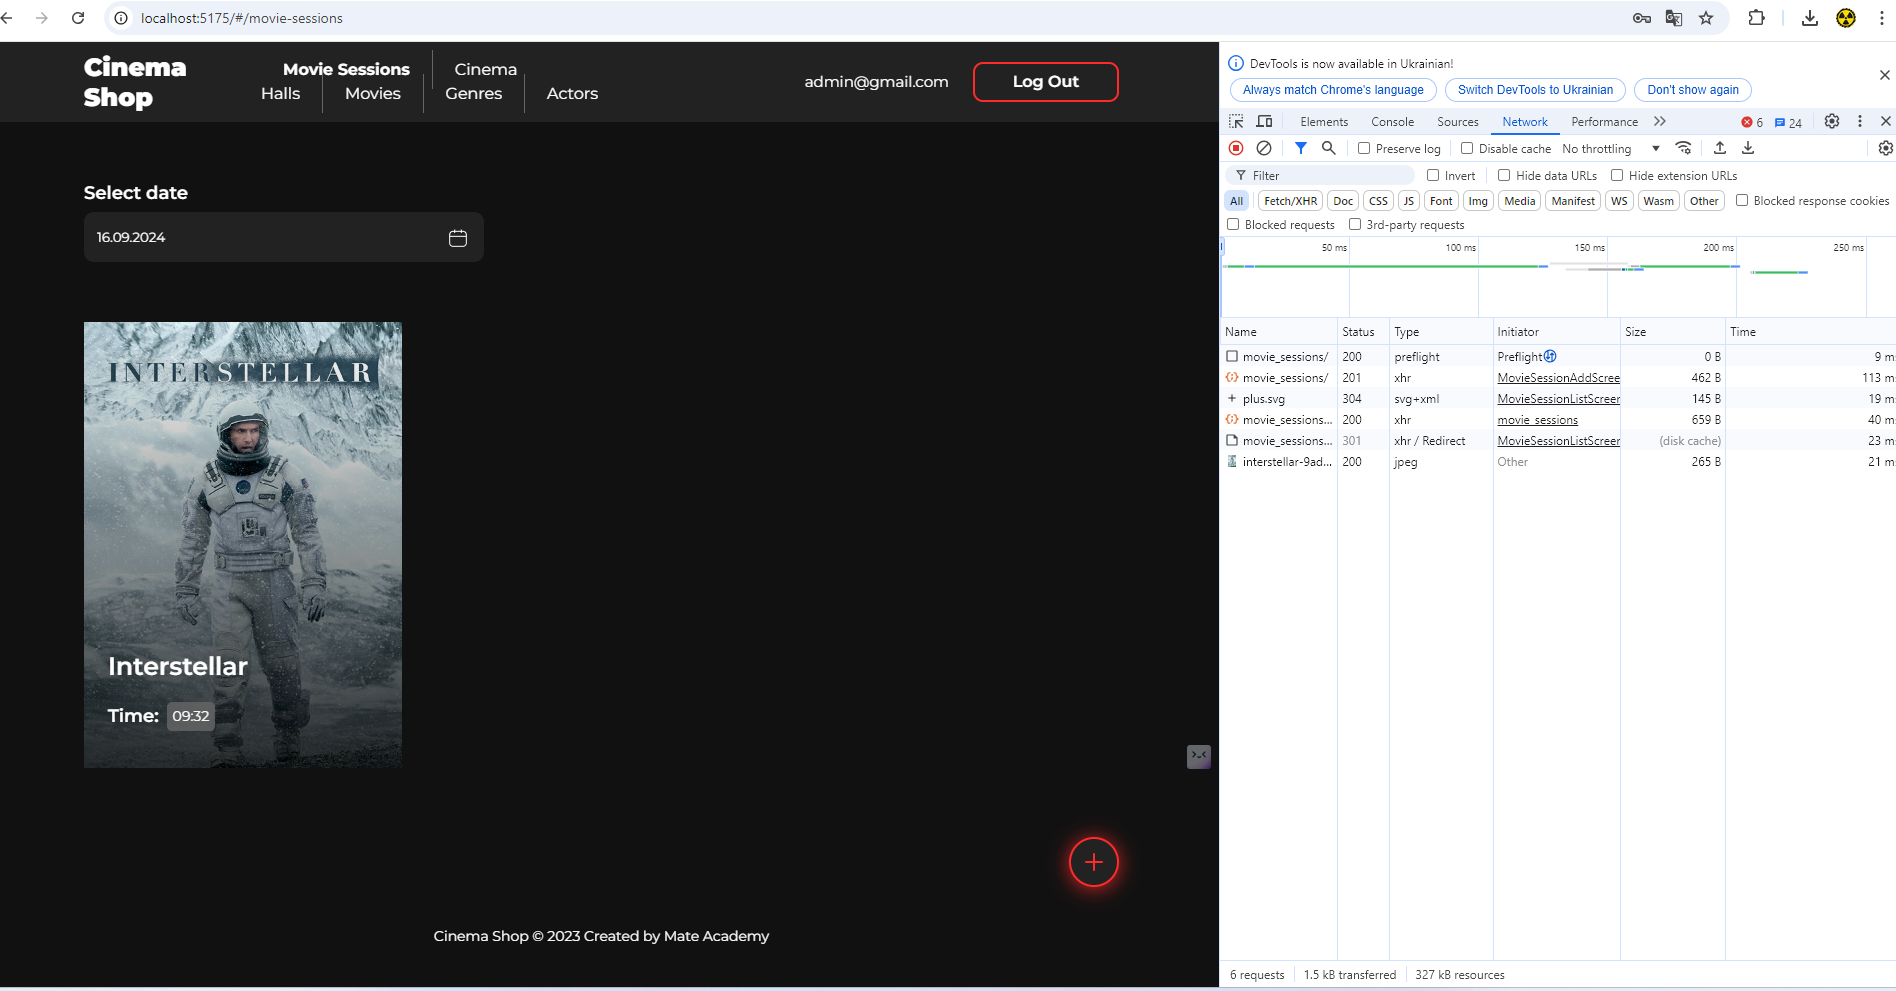 localhost:5175/#/movie-sessions
Cinema Shop
Movie Sessions
Cinema Halls
Movies
Genres
Actors
admin@gmail.com
Log Out
Select date
16.09.2024
INTERSTELLAR
Interstellar
Time: 09:32
Cinema Shop © 2023 Created by Mate Academy
DevTools is now available in Ukrainian!
Always match Chrome's language
Switch DevTools to Ukrainian
Don't show again
Elements Console Sources Network Performance 6 24
Preserve log Disable cache No throttling
Filter Invert Hide data URLs Hide extension URLs
All Fetch/XHR Doc CSS JS Font Img Media Manifest WS Wasm Other Blocked response cookies
Blocked requests 3rd-party requests
50 ms 100 ms 150 ms 200 ms 250 ms
Name Status Type Initiator Size Time
movie_sessions/ 200 preflight Preflight 0 B 9 ms
movie_sessions/ 201 xhr MovieSessionAddScree 462 B 113 ms
plus.svg 304 svg+xml MovieSessionListScreer 145 B 19 ms
movie_sessions... 200 xhr movie_sessions 659 B 40 ms
movie_sessions... 301 xhr / Redirect MovieSessionListScreer (disk cache) 23 ms
interstellar-9ad... 200 jpeg Other 265 B 21 ms
6 requests 1.5 kB transferred 327 kB resources